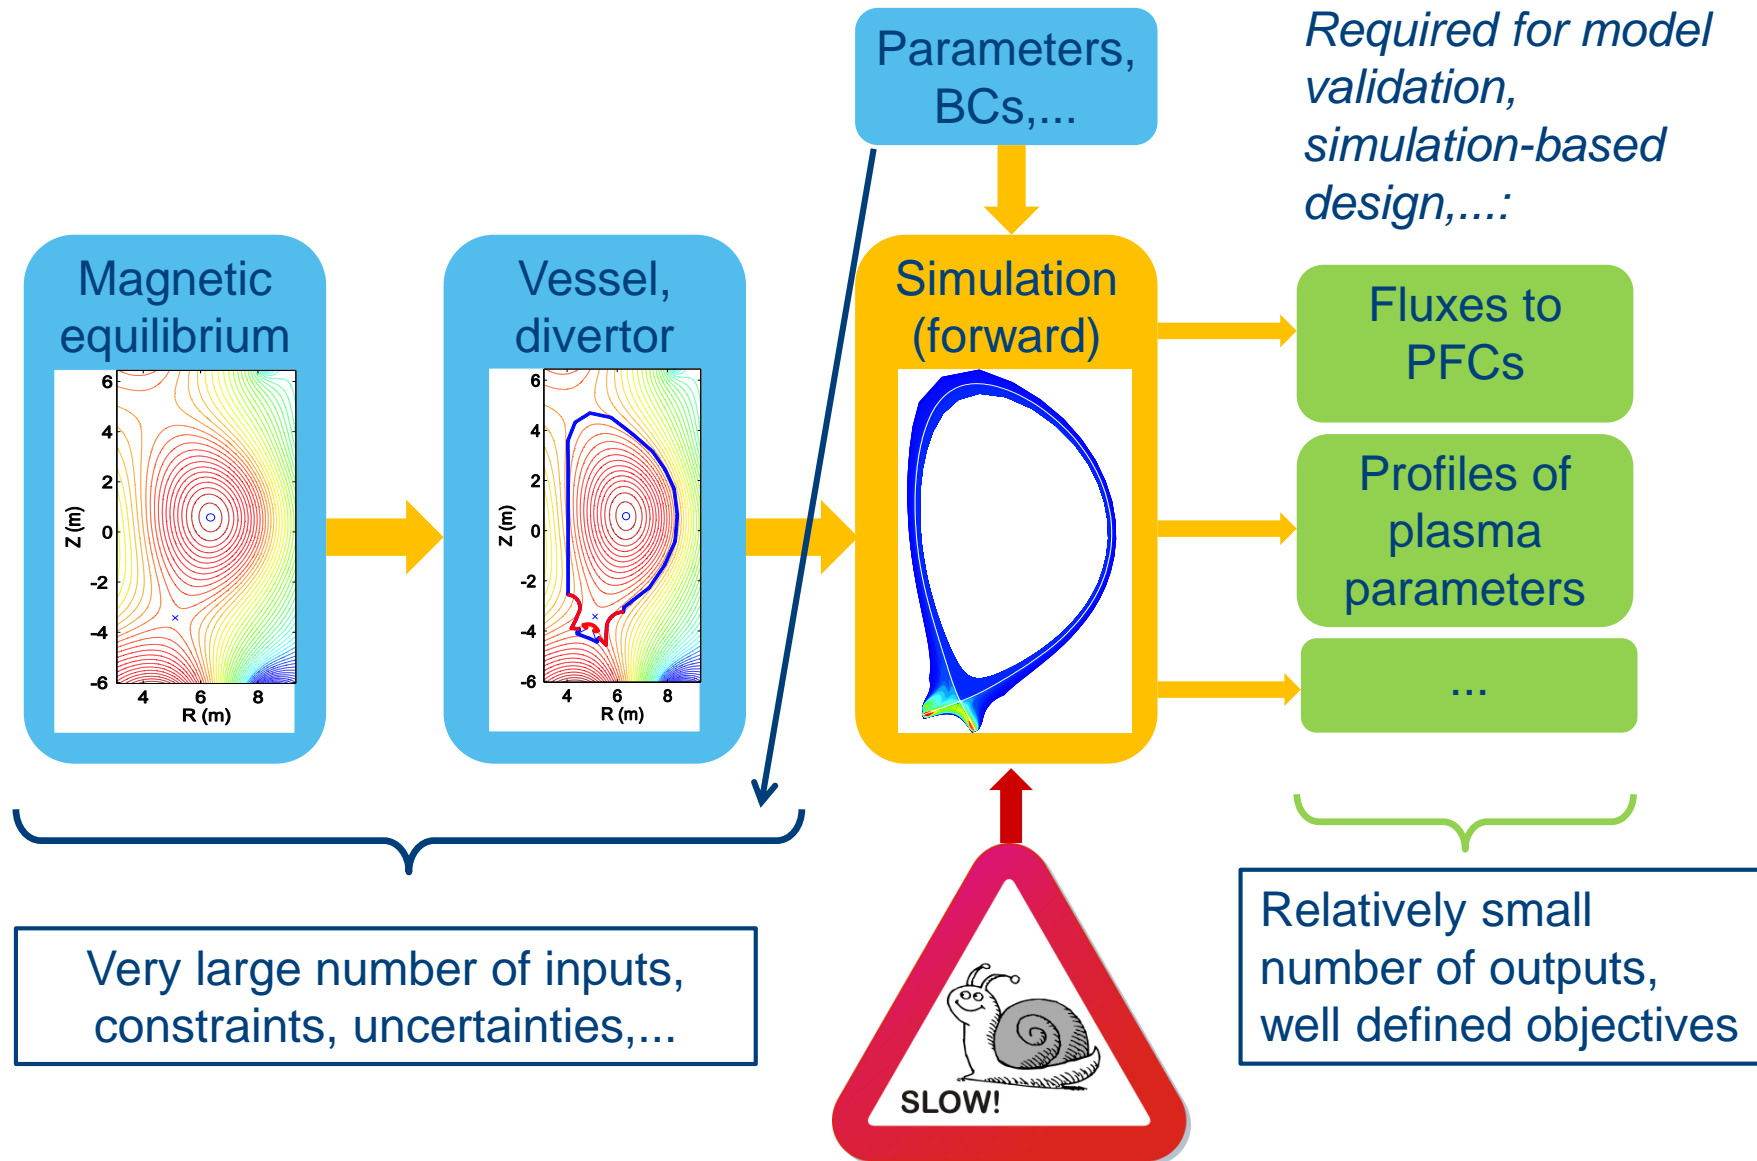 Parameters,
BCs,...
Required for model
validation,
simulation-based
design,...:
Magnetic
equilibrium
6
4
2
0
-2
-4
-6
Z (m)
4 6 8
R (m)
Vessel,
divertor
6
4
2
0
-2
-4
-6
Z (m)
4 6 8
R (m)
Simulation
(forward)
Fluxes to
PFCs
Profiles of
plasma
parameters
...
Very large number of inputs,
constraints, uncertainties,...
SLOW!
Relatively small
number of outputs,
well defined objectives